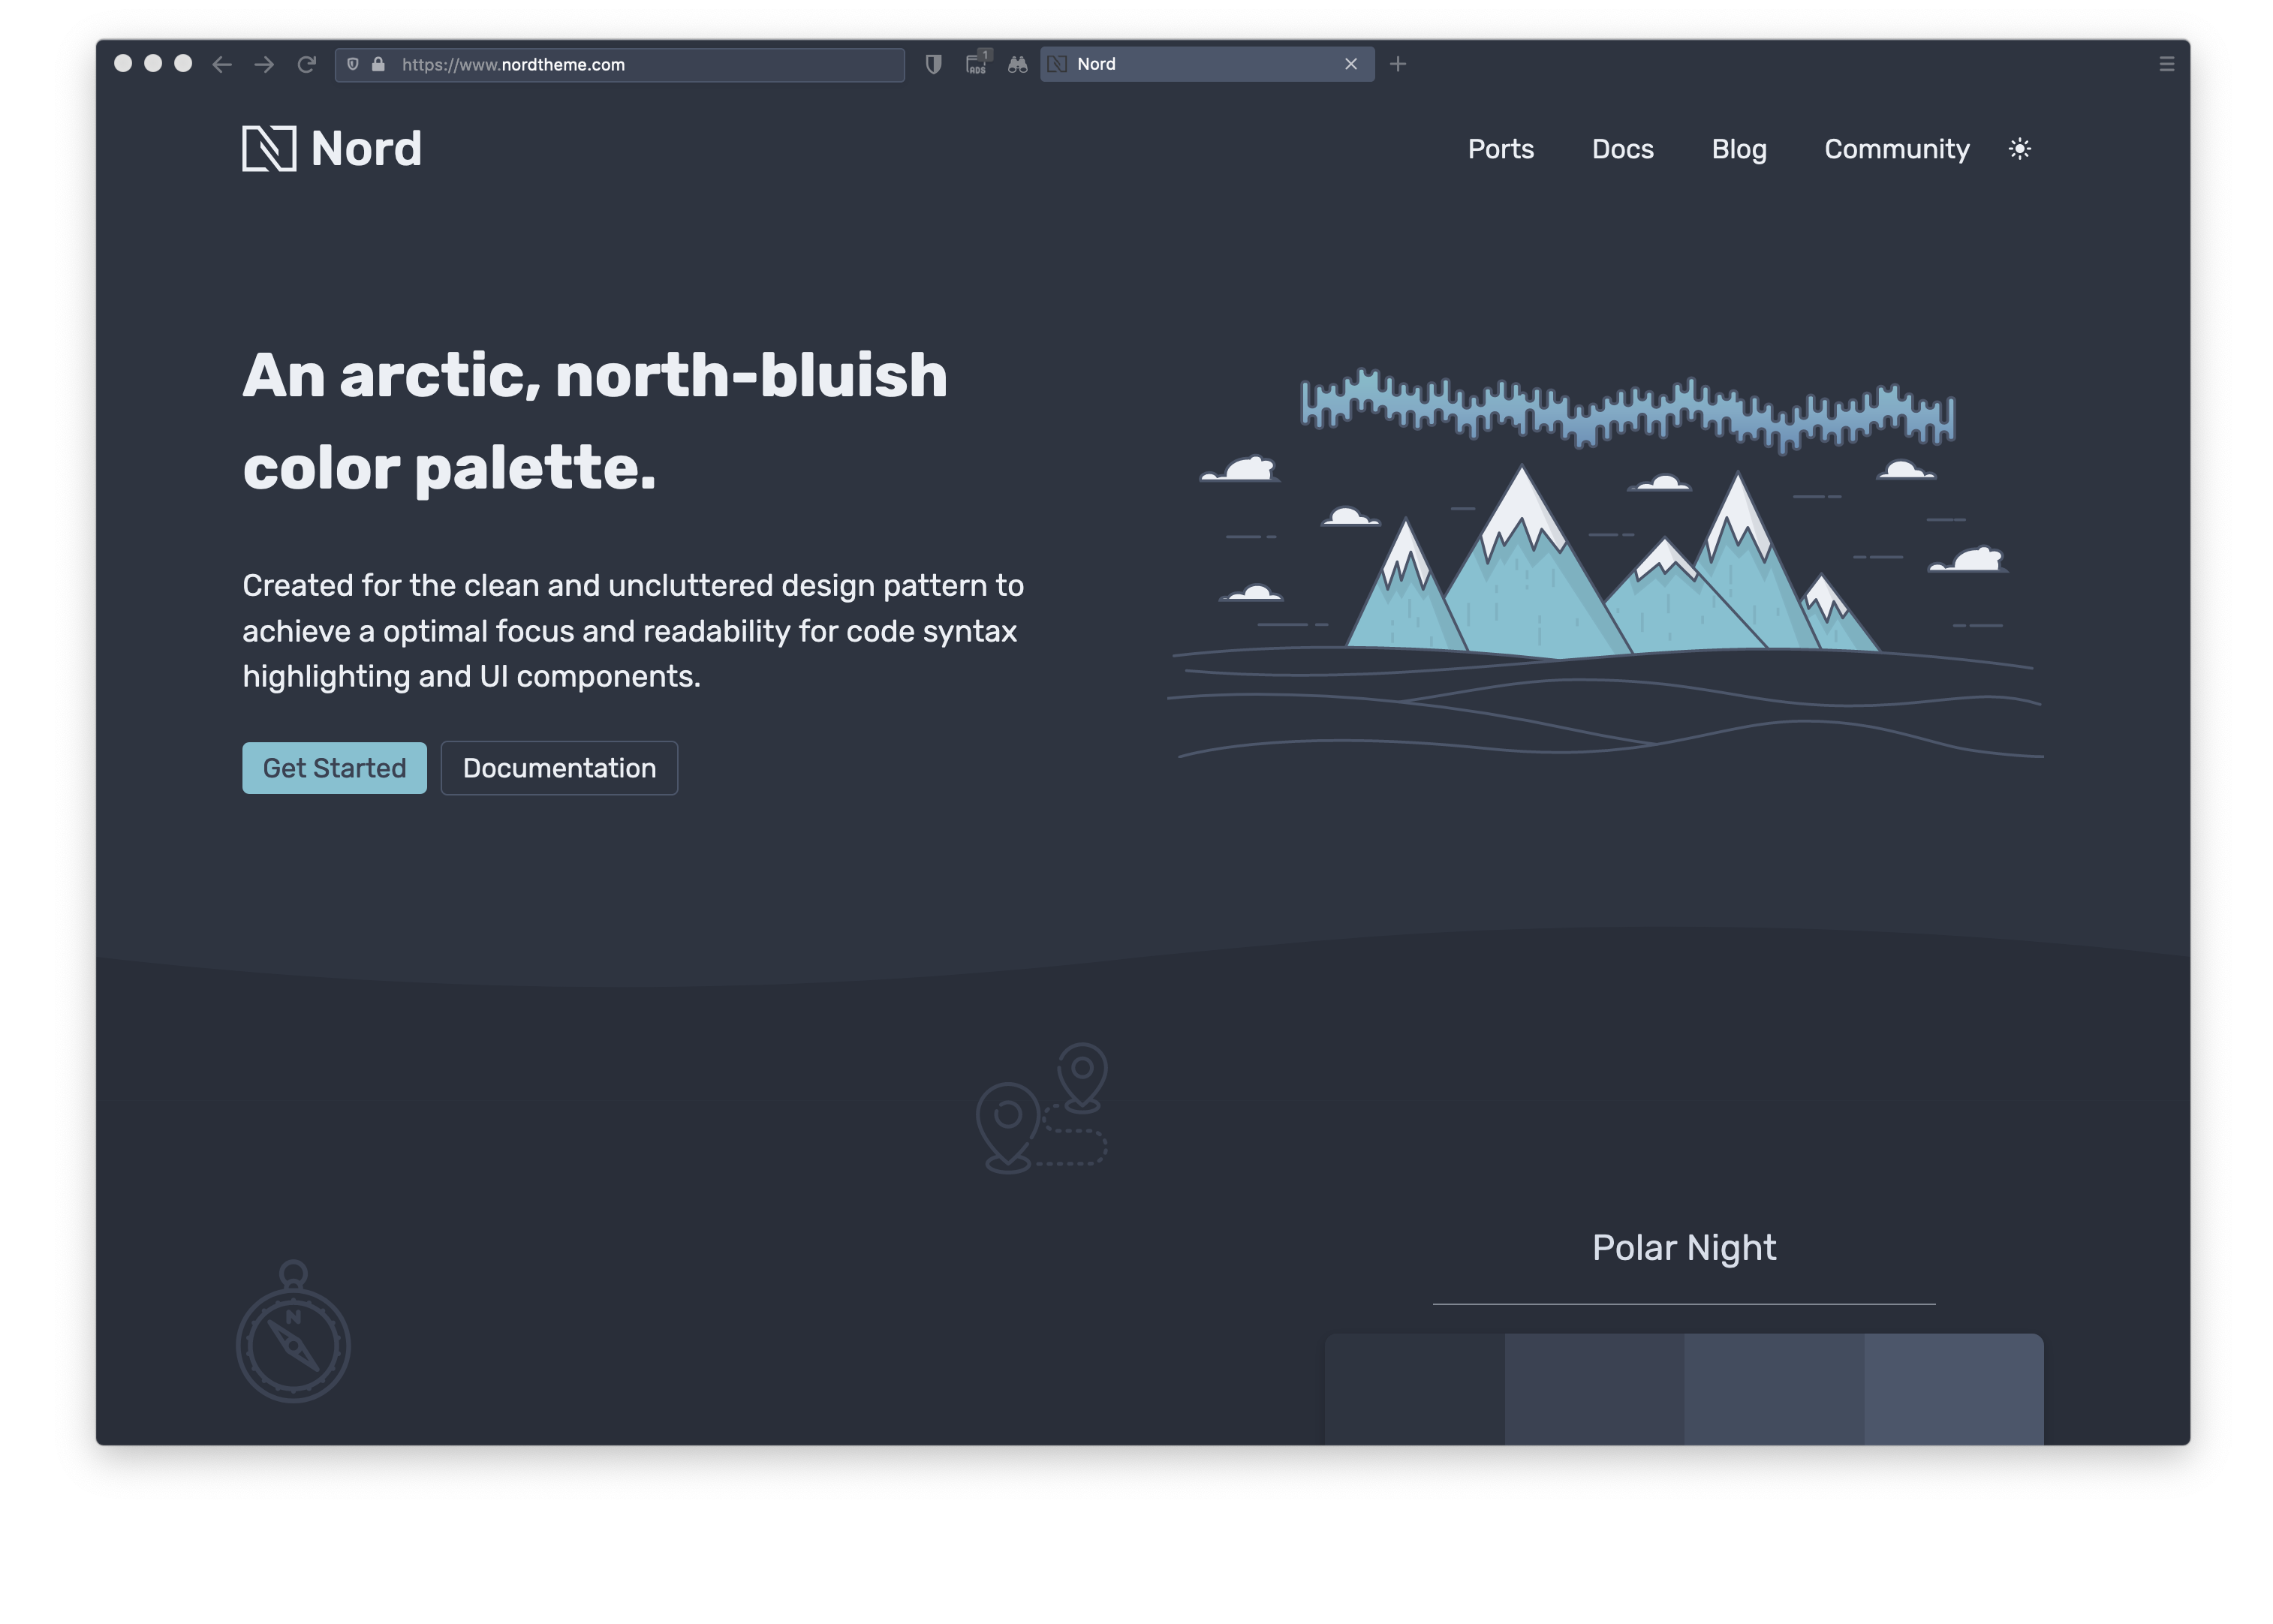 https://www.nordtheme.com
1
ADS
Nord
Nord
Ports
Docs
Blog
Community
An arctic, north-bluish
color palette.
Created for the clean and uncluttered design pattern to
achieve a optimal focus and readability for code syntax
highlighting and UI components.
Get Started
Documentation
N
Polar Night